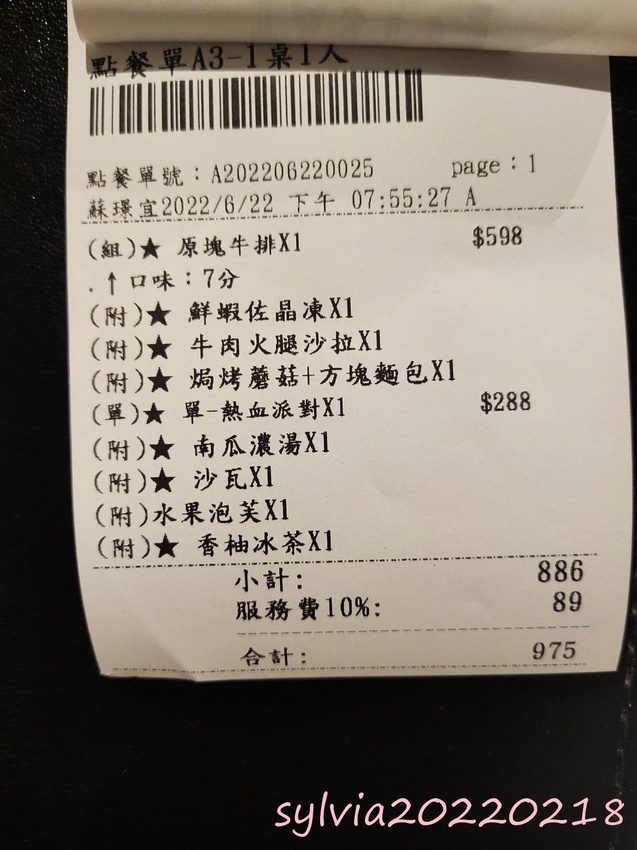 點餐單A3-1桌1人
點餐單號：A202206220025 page：1
蘇璟宜2022/6/22 下午 07:55:27 A
(組)★ 原塊牛排X1 $598
.↑口味：7分
(附)★ 鮮蝦佐晶凍X1
(附)★ 牛肉火腿沙拉X1
(附)★ 焗烤蘑菇+方塊麵包X1
(單)★ 單-熱血派對X1 $288
(附)★ 南瓜濃湯X1
(附)★ 沙瓦X1
(附)水果泡芙X1
(附)★ 香柚冰茶X1
小計: 886
服務費10%: 89
合計: 975
sylvia20220218